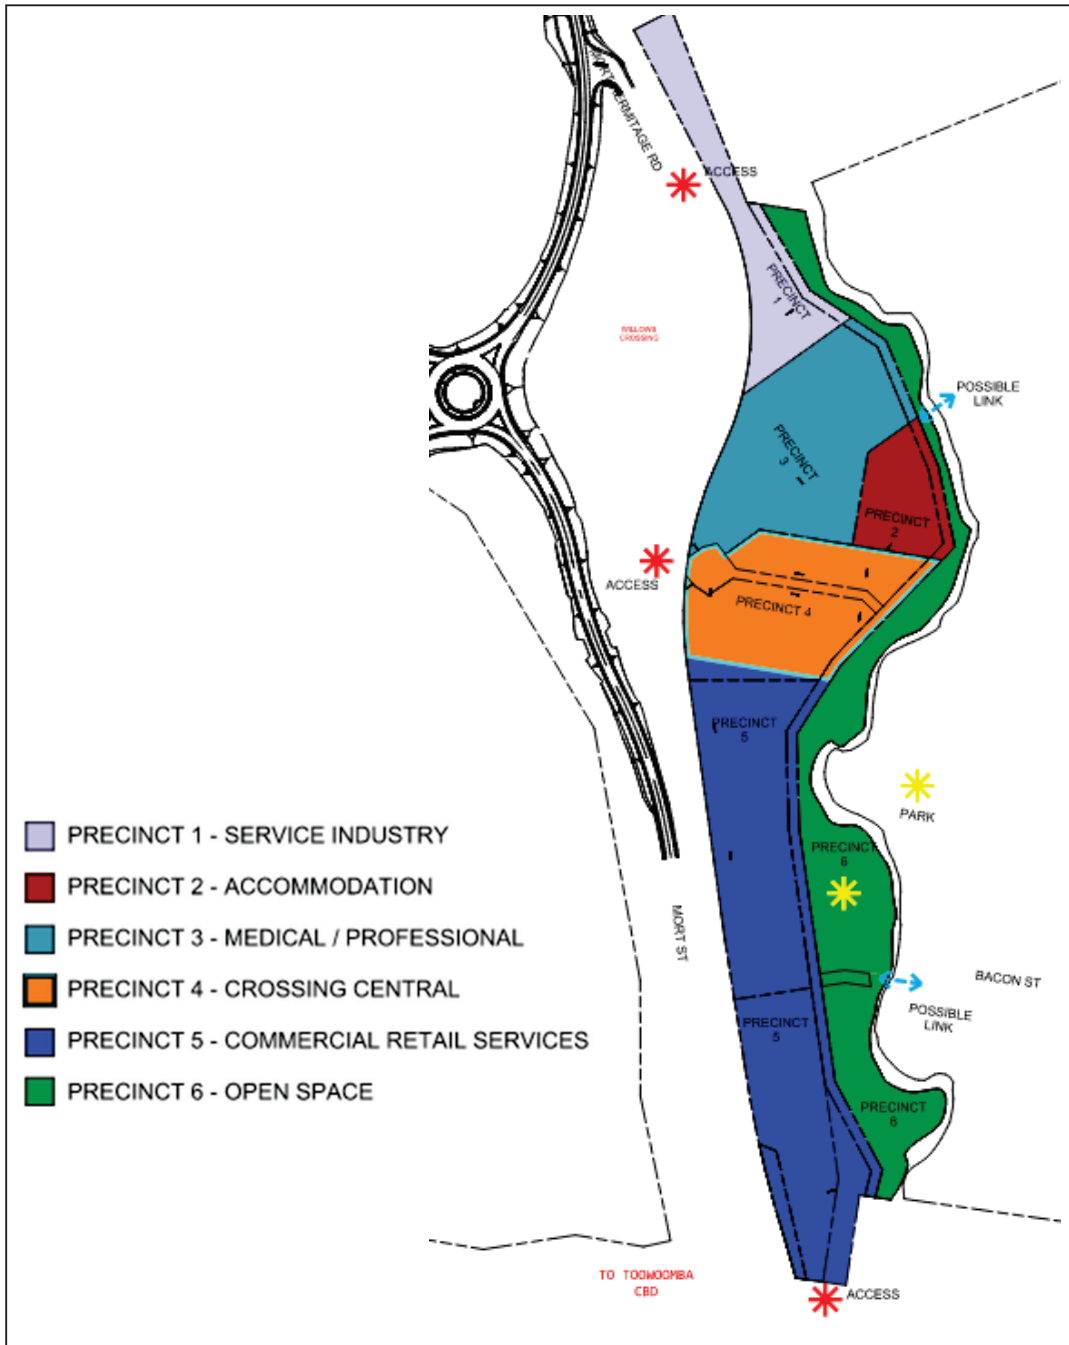 HERMITAGE RD
ACCESS
PRECINCT
1
WILLOWS
CROSSING
POSSIBLE
LINK
PRECINCT
3
PRECINCT
2
ACCESS
PRECINCT 4
PRECINCT
5
PARK
PRECINCT
6
PRECINCT 1 - SERVICE INDUSTRY
PRECINCT 2 - ACCOMMODATION
PRECINCT 3 - MEDICAL / PROFESSIONAL
PRECINCT 4 - CROSSING CENTRAL
PRECINCT 5 - COMMERCIAL RETAIL SERVICES
PRECINCT 6 - OPEN SPACE
MORT ST
BACON ST
POSSIBLE
LINK
PRECINCT
5
PRECINCT
6
TO TOOWOOMBA
CBD
ACCESS